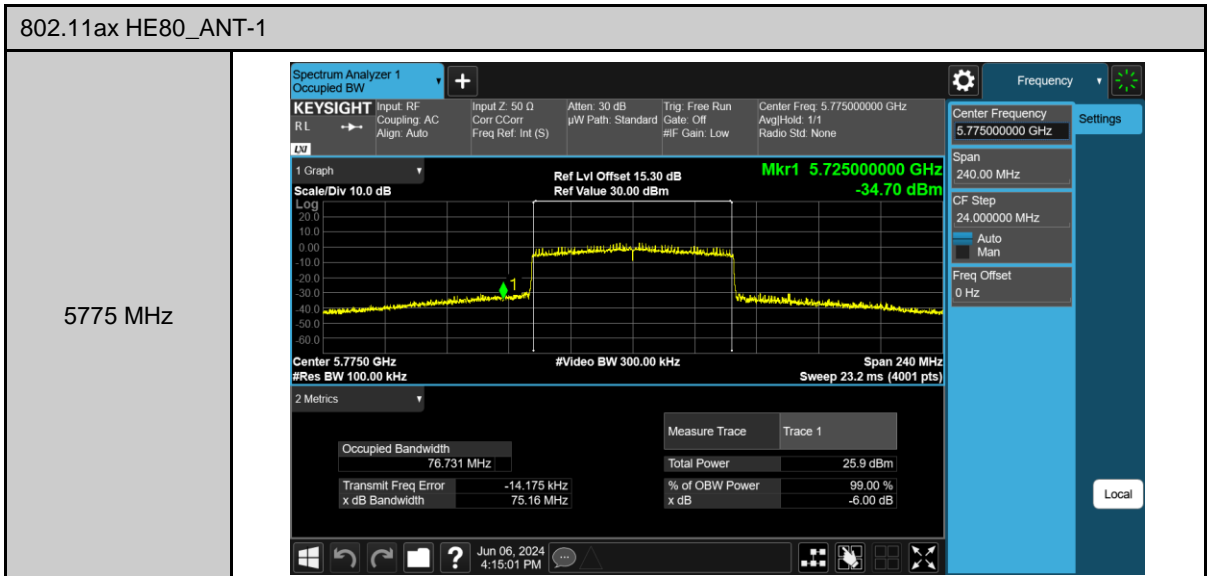 802.11ax HE80_ANT-1
5775 MHz
Spectrum Analyzer 1
Occupied BW
Frequency
KEYSIGHT
RL
LXI
Input: RF
Coupling: AC
Align: Auto
Input Z: 50 Ω
Corr CCorr
Freq Ref: Int (S)
Atten: 30 dB
µW Path: Standard
Trig: Free Run
Gate: Off
#IF Gain: Low
Center Freq: 5.775000000 GHz
Avg|Hold: 1/1
Radio Std: None
Center Frequency
5.775000000 GHz
Settings
Span
240.00 MHz
CF Step
24.000000 MHz
Auto
Man
Freq Offset
0 Hz
Local
1 Graph
Scale/Div 10.0 dB
Ref Lvl Offset 15.30 dB
Ref Value 30.00 dBm
Mkr1 5.725000000 GHz
-34.70 dBm
Log
20.0
10.0
0.00
-10.0
-20.0
-30.0
-40.0
-50.0
-60.0
1
Center 5.7750 GHz
#Video BW 300.00 kHz
Span 240 MHz
#Res BW 100.00 kHz
Sweep 23.2 ms (4001 pts)
2 Metrics
Measure Trace Trace 1
Occupied Bandwidth
76.731 MHz
Total Power 25.9 dBm
Transmit Freq Error -14.175 kHz
% of OBW Power 99.00 %
x dB Bandwidth 75.16 MHz
x dB -6.00 dB
?
Jun 06, 2024
4:15:01 PM